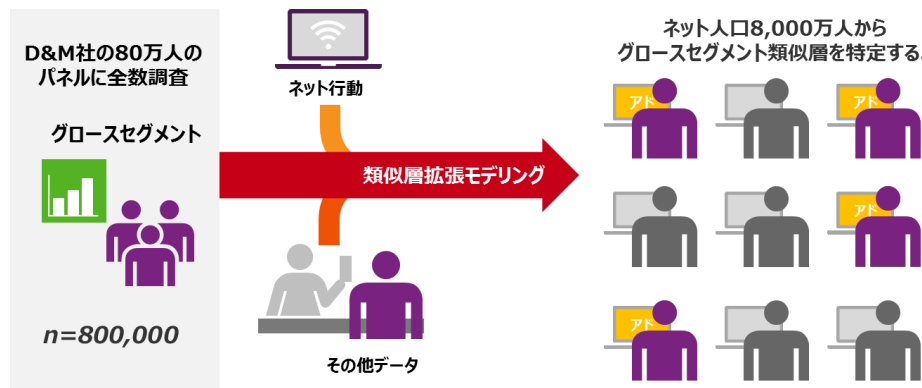 D&M社の80万人の
パネルに全数調査
グロースセグメント
n=800,000
ネット行動
類似層拡張モデリング
その他データ
ネット人口8,000万人から
グロースセグメント類似層を特定する。
アド
アド
アド
アド